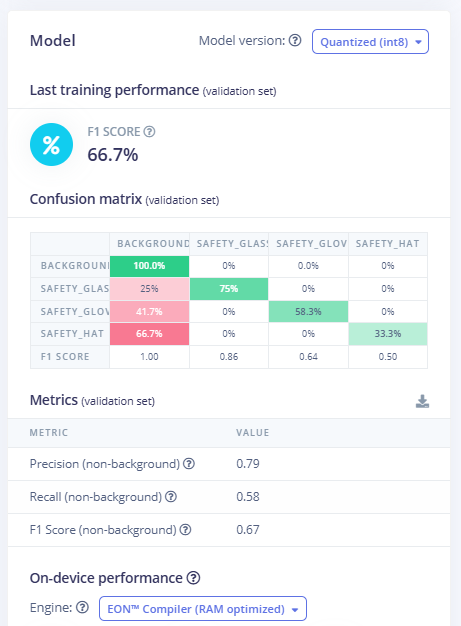 Model Model version: Quantized (int8)
Last training performance (validation set)
%
F1 SCORE
66.7%
Confusion matrix (validation set)
BACKGROUND SAFETY_GLAS SAFETY_GLOV SAFETY_HAT
BACKGROUN 100.0% 0% 0.0% 0%
SAFETY_GLAS 25% 75% 0% 0%
SAFETY_GLOV 41.7% 0% 58.3% 0%
SAFETY_HAT 66.7% 0% 0% 33.3%
F1 SCORE 1.00 0.86 0.64 0.50
Metrics (validation set)
METRIC VALUE
Precision (non-background) ? 0.79
Recall (non-background) ? 0.58
F1 Score (non-background) ? 0.67
On-device performance ?
Engine: ? EON™ Compiler (RAM optimized)